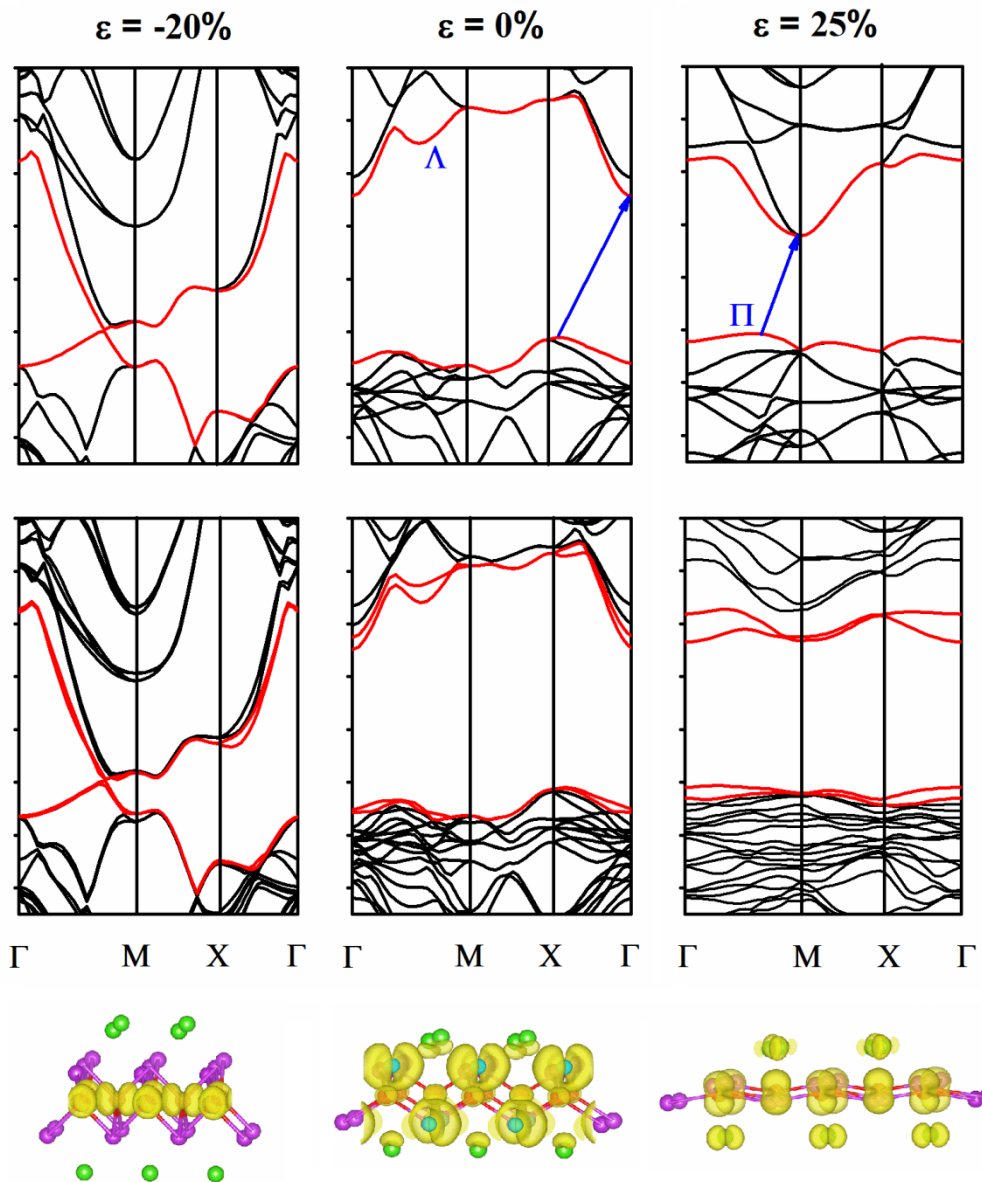 ε = -20% ε = 0% ε = 25%
Λ
Π
Γ M X Γ Γ M X Γ Γ M X Γ